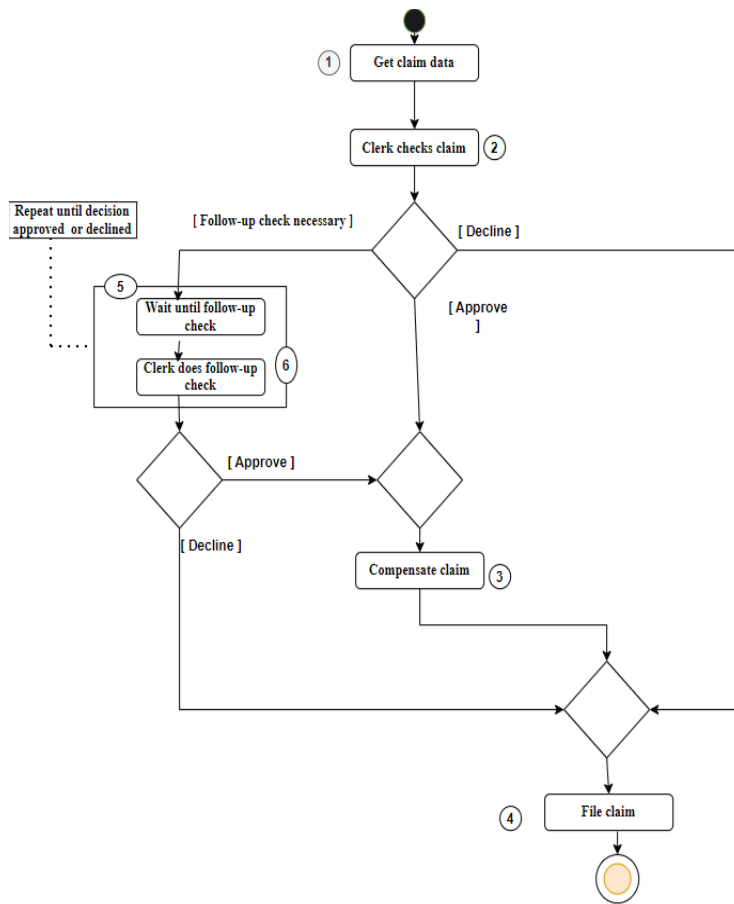 1
Get claim data
Clerk checks claim
2
Repeat until decision
approved or declined
[ Follow-up check necessary ]
[ Decline ]
[ Approve
]
5
Wait until follow-up
check
Clerk does follow-up
check
6
[ Approve ]
[ Decline ]
Compensate claim
3
4
File claim